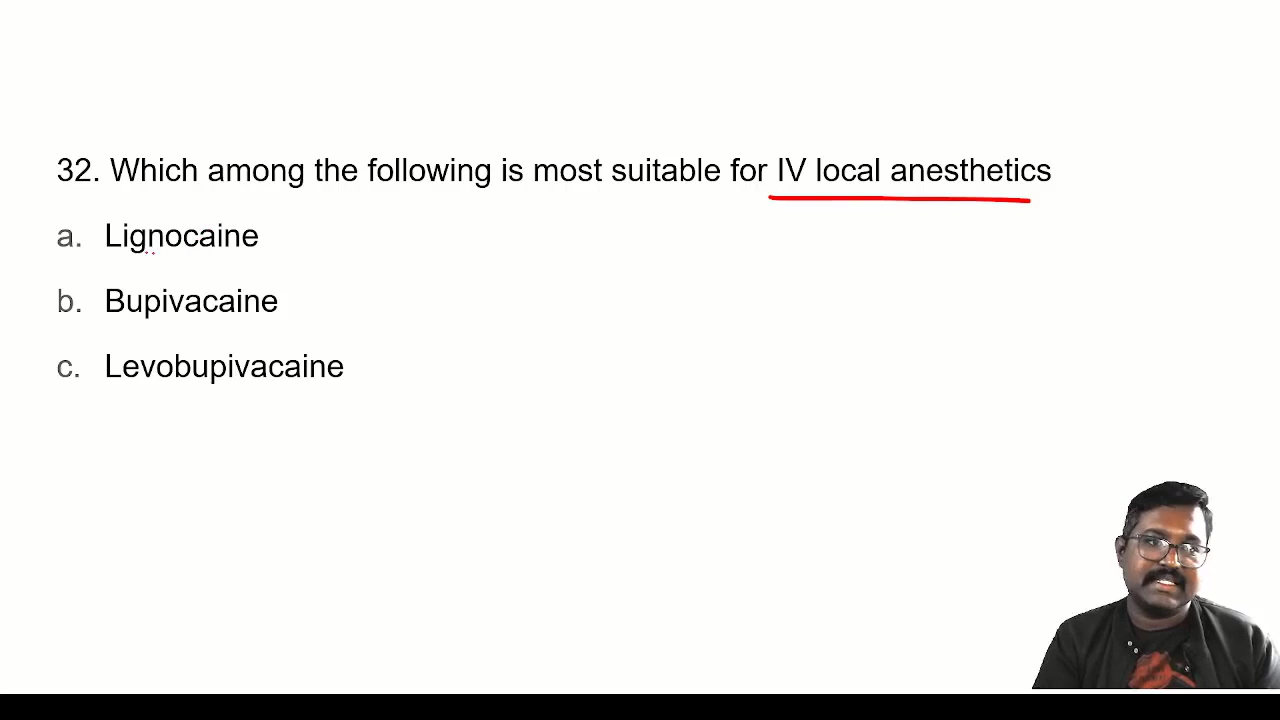 32. Which among the following is most suitable for IV local anesthetics
a. Lignocaine
b. Bupivacaine
c. Levobupivacaine